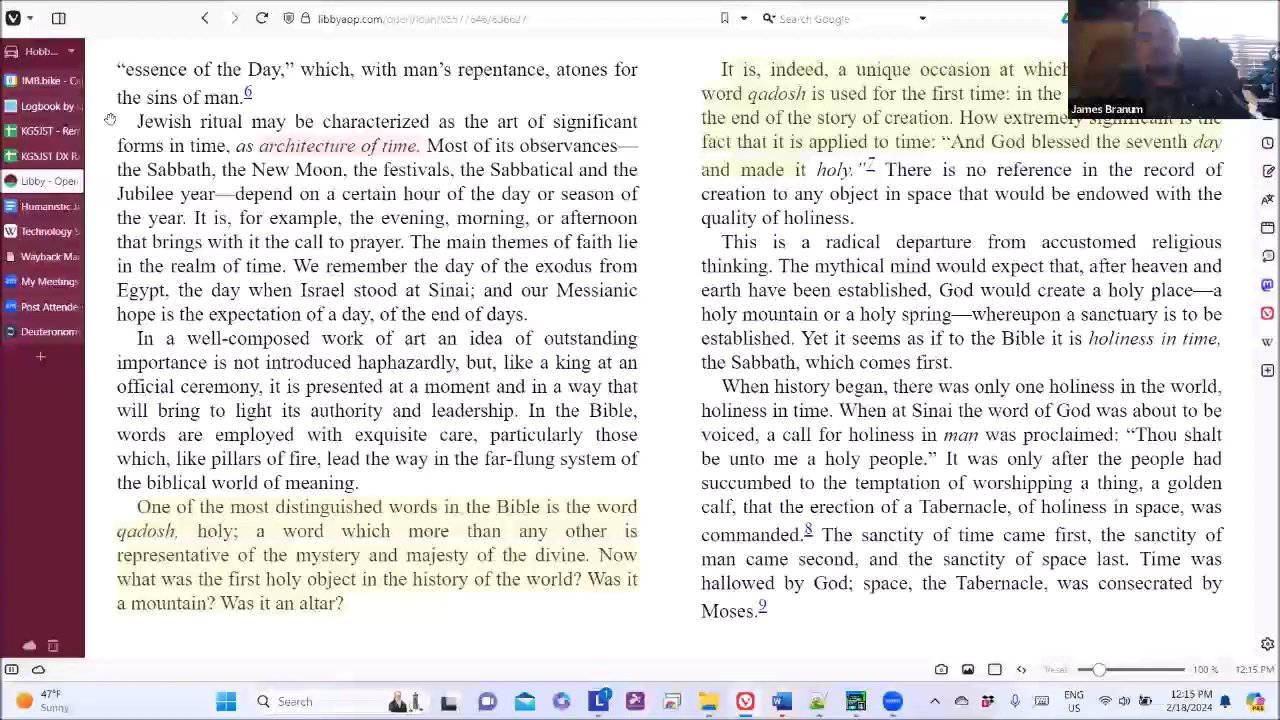 libbyapp.com/open/loan/
Search Google
Hobb...
1MB.bike - Ca
Logbook by
KGSJST - Rem
KGSJST DX Ra
Libby - Open
Humanistic J
Technology
Wayback Ma
My Meetings
Post Attende
Deuteronom
“essence of the Day,” which, with man’s repentance, atones for
the sins of man.6
Jewish ritual may be characterized as the art of significant
forms in time, as architecture of time. Most of its observances—
the Sabbath, the New Moon, the festivals, the Sabbatical and the
Jubilee year—depend on a certain hour of the day or season of
the year. It is, for example, the evening, morning, or afternoon
that brings with it the call to prayer. The main themes of faith lie
in the realm of time. We remember the day of the exodus from
Egypt, the day when Israel stood at Sinai; and our Messianic
hope is the expectation of a day, of the end of days.
In a well-composed work of art an idea of outstanding
importance is not introduced haphazardly, but, like a king at an
official ceremony, it is presented at a moment and in a way that
will bring to light its authority and leadership. In the Bible,
words are employed with exquisite care, particularly those
which, like pillars of fire, lead the way in the far-flung system of
the biblical world of meaning.
One of the most distinguished words in the Bible is the word
qadosh, holy; a word which more than any other is
representative of the mystery and majesty of the divine. Now
what was the first holy object in the history of the world? Was it
a mountain? Was it an altar?
It is, indeed, a unique occasion at which
word qadosh is used for the first time: in the
the end of the story of creation. How extremely significant is the
fact that it is applied to time: “And God blessed the seventh day
and made it holy.”7 There is no reference in the record of
creation to any object in space that would be endowed with the
quality of holiness.
This is a radical departure from accustomed religious
thinking. The mythical mind would expect that, after heaven and
earth have been established, God would create a holy place—a
holy mountain or a holy spring—whereupon a sanctuary is to be
established. Yet it seems as if to the Bible it is holiness in time,
the Sabbath, which comes first.
When history began, there was only one holiness in the world,
holiness in time. When at Sinai the word of God was about to be
voiced, a call for holiness in man was proclaimed: “Thou shalt
be unto me a holy people.” It was only after the people had
succumbed to the temptation of worshipping a thing, a golden
calf, that the erection of a Tabernacle, of holiness in space, was
commanded.8 The sanctity of time came first, the sanctity of
man came second, and the sanctity of space last. Time was
hallowed by God; space, the Tabernacle, was consecrated by
Moses.9
James Branum
Reset
100 %
12:15 PM
47°F
Sunny
Search
ENG
US
12:15 PM
2/18/2024